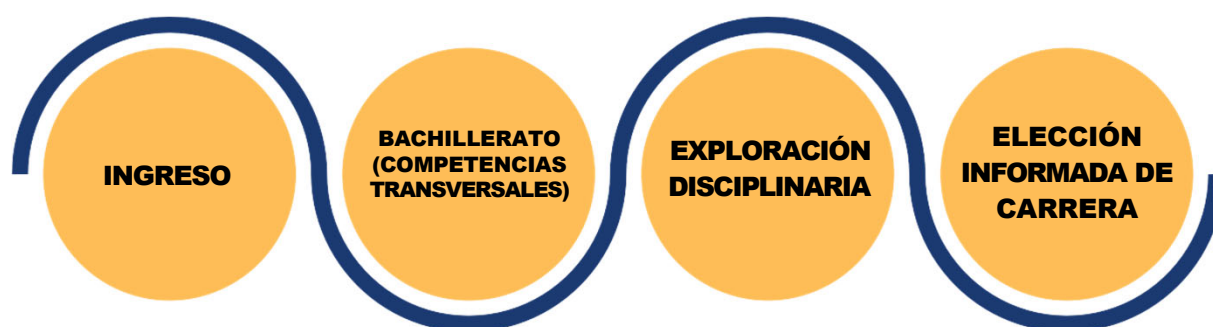 INGRESO
BACHILLERATO
(COMPETENCIAS
TRANSVERSALES)
EXPLORACIÓN
DISCIPLINARIA
ELECCIÓN
INFORMADA DE
CARRERA